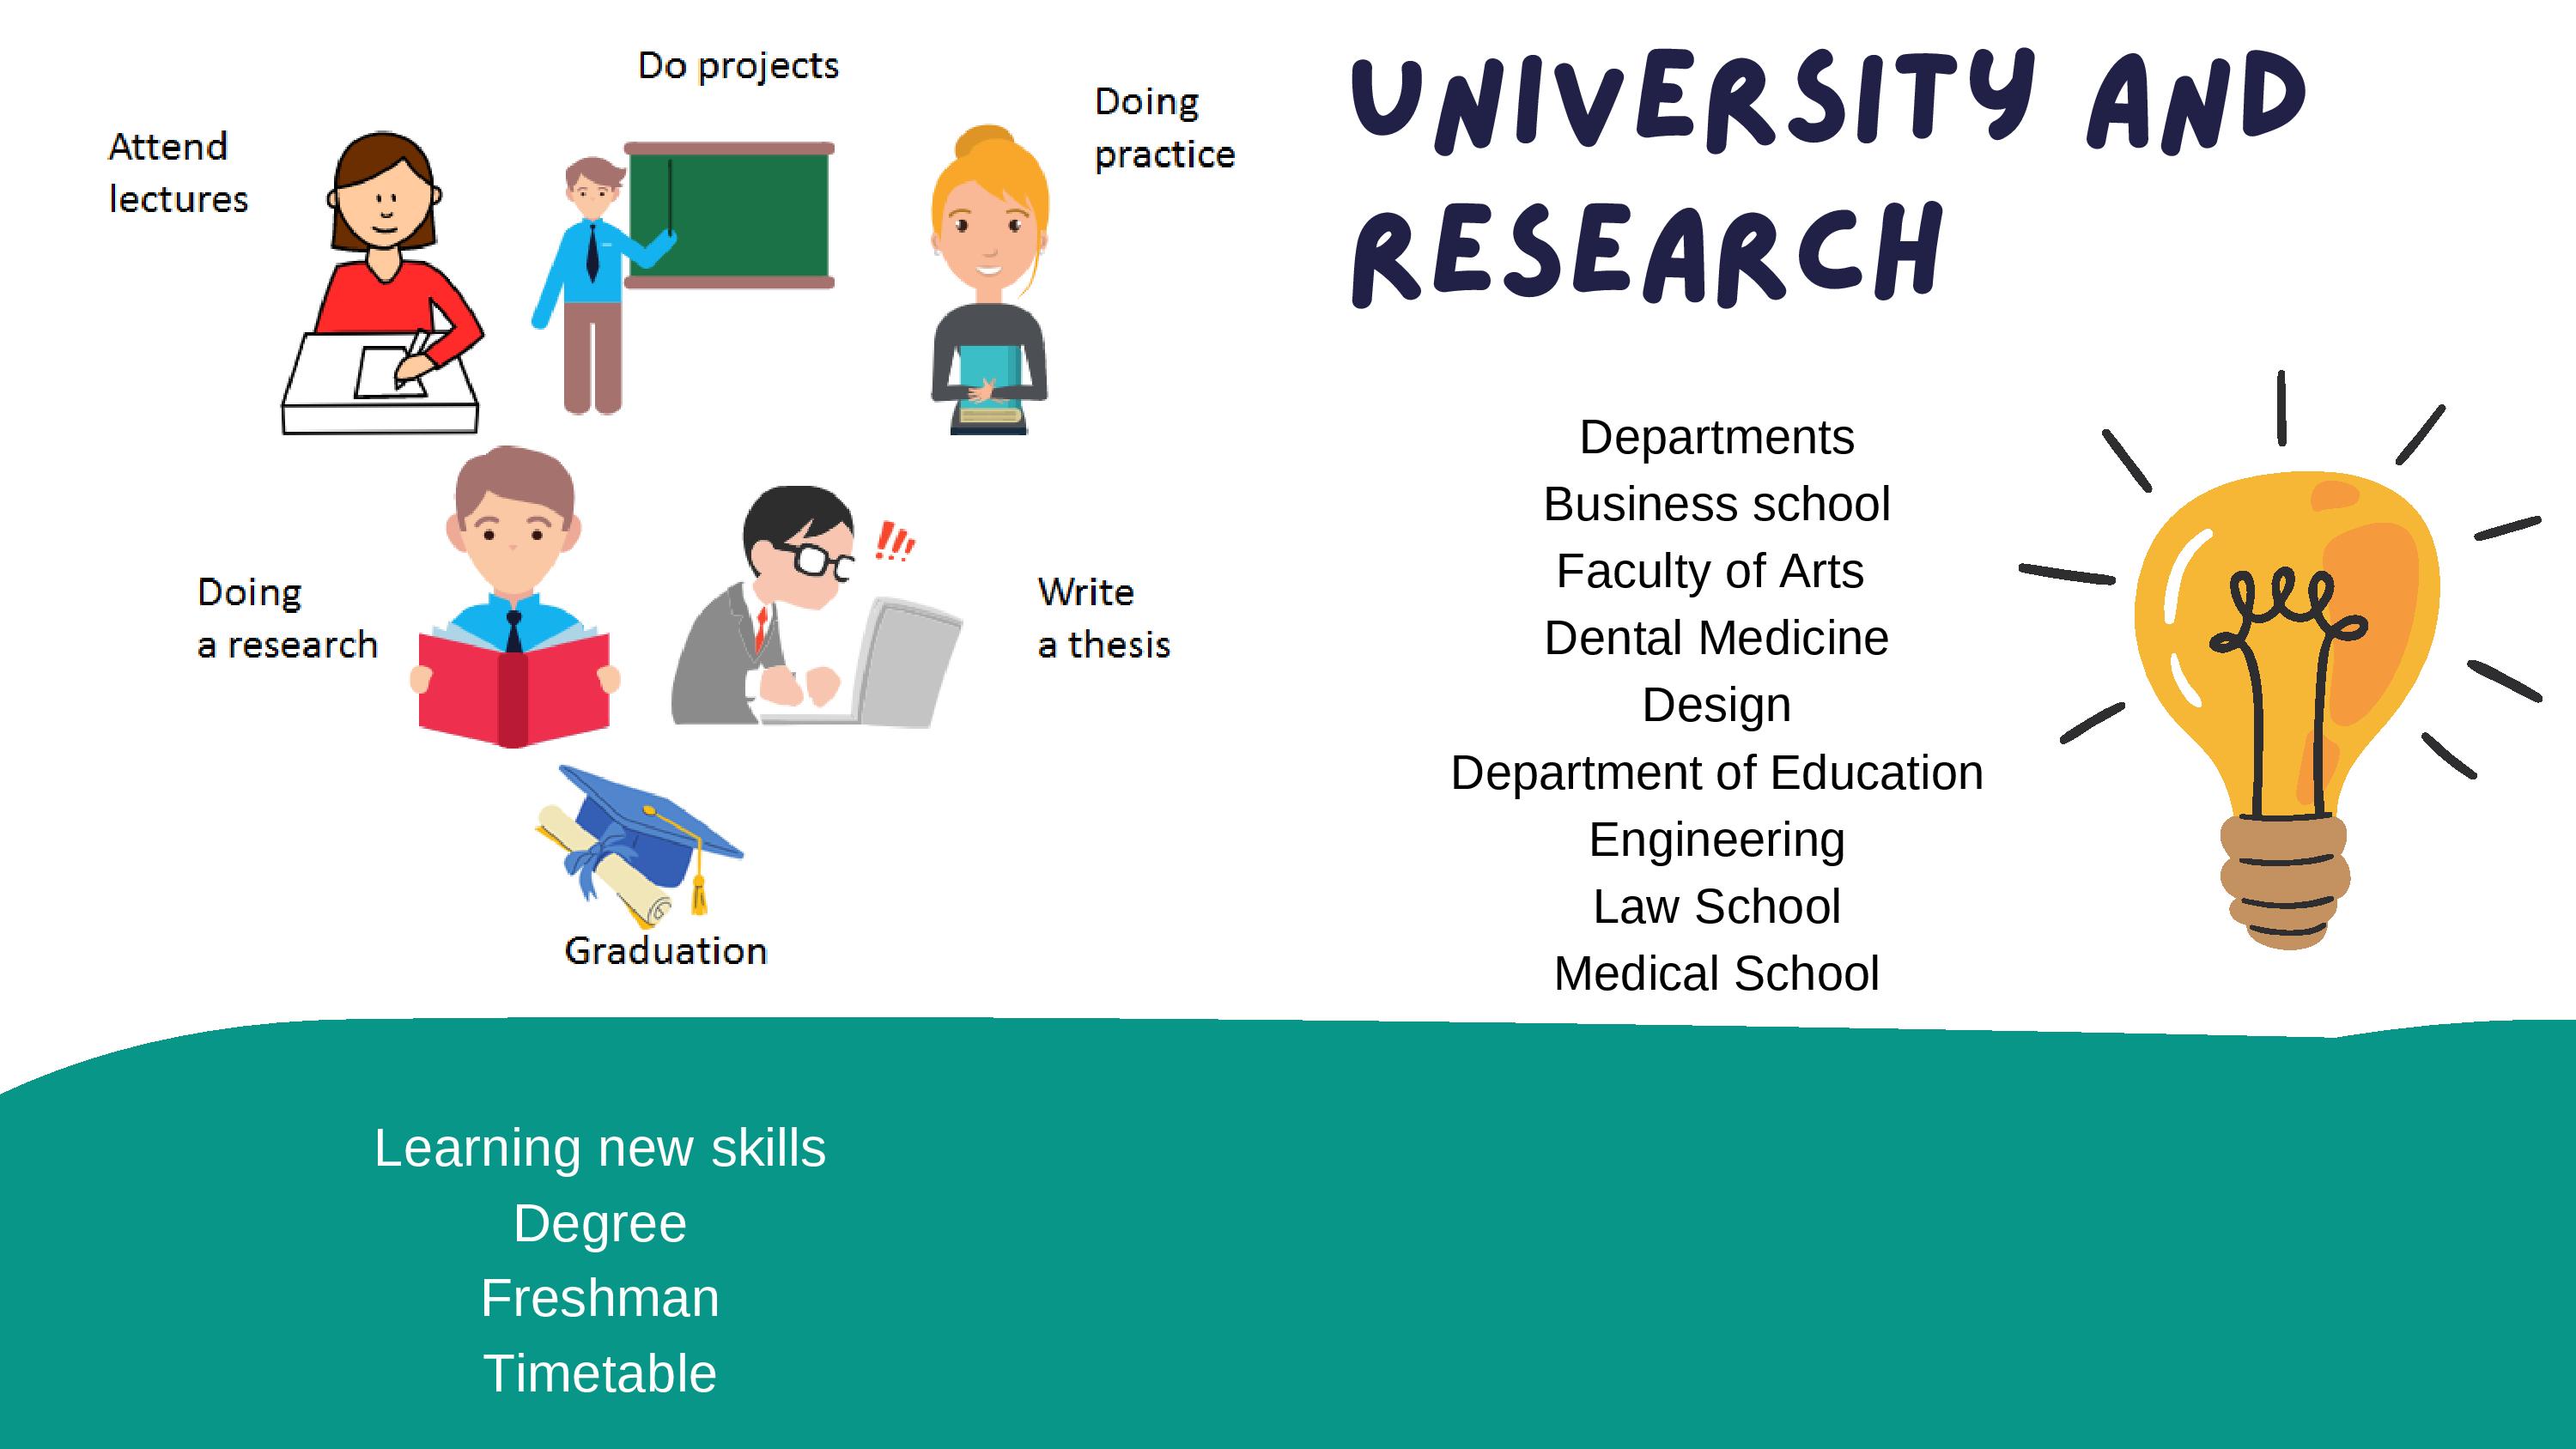 Do projects
Attend
lectures
Doing
practice
Doing
a research
Write
a thesis
Graduation
UNIVERSITY AND
RESEARCH
Departments
Business school
Faculty of Arts
Dental Medicine
Design
Department of Education
Engineering
Law School
Medical School
Learning new skills
Degree
Freshman
Timetable